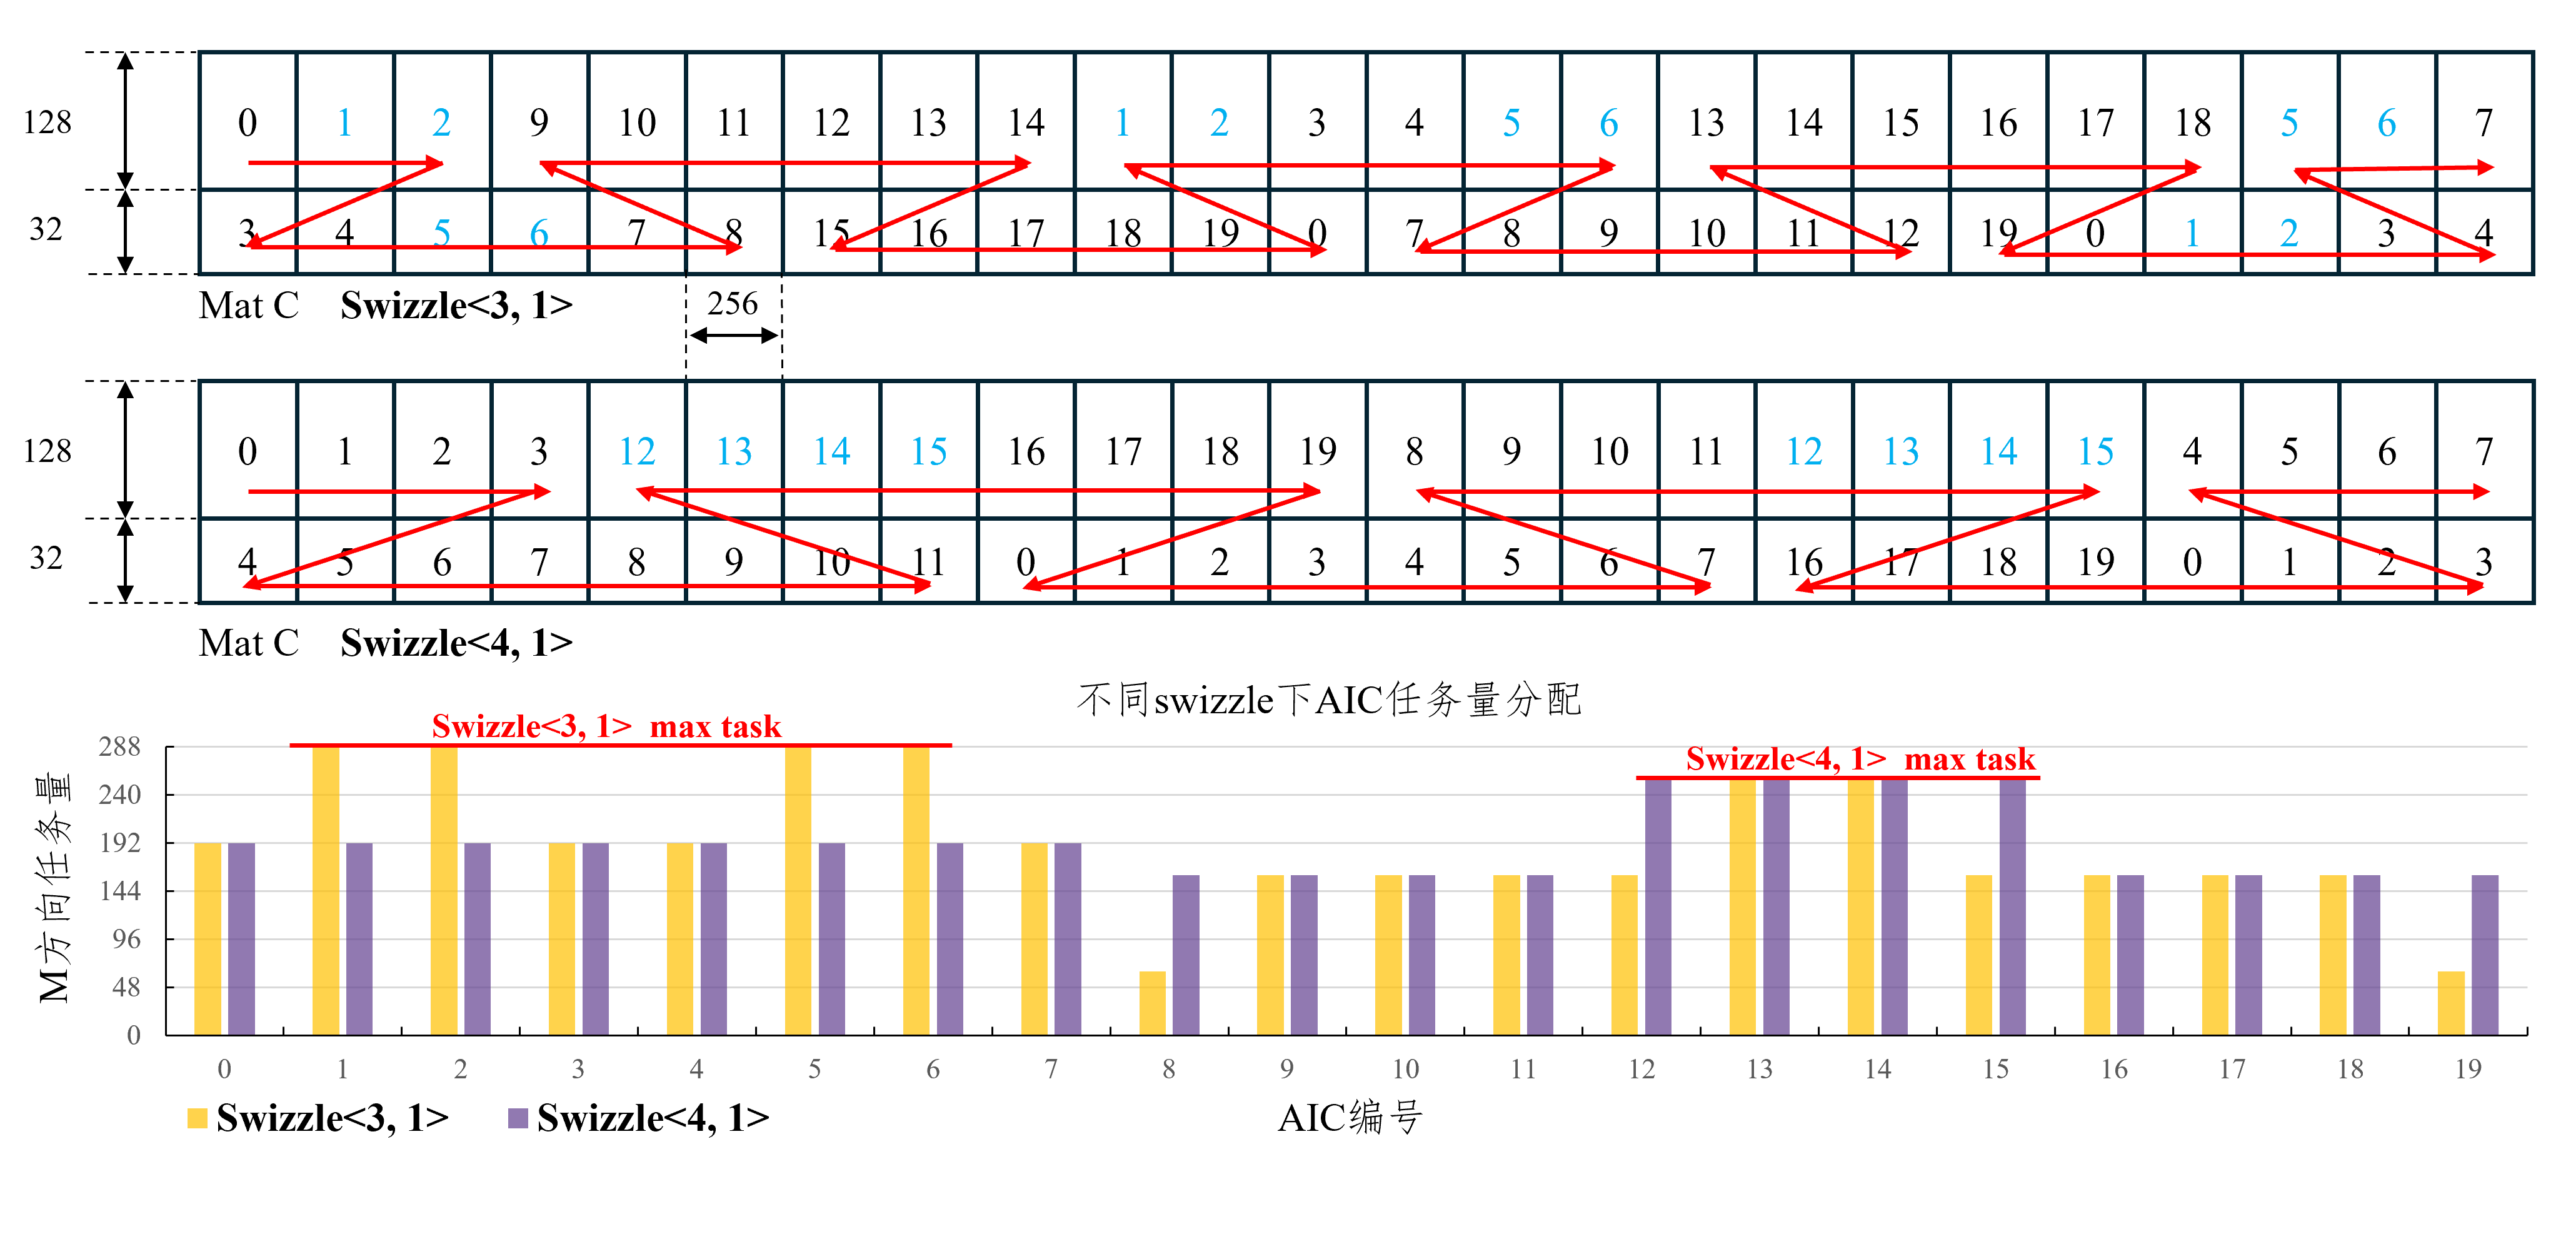 128 0 1 2 9 10 11 12 13 14 1 2 3 4 5 6 13 14 15 16 17 18 5 6 7
32 3 4 5 6 7 8 15 16 17 18 19 0 7 8 9 10 11 12 19 0 1 2 3 4
Mat C Swizzle<3, 1> 256
128 0 1 2 3 12 13 14 15 16 17 18 19 8 9 10 11 12 13 14 15 4 5 6 7
32 4 5 6 7 8 9 10 11 0 1 2 3 4 5 6 7 16 17 18 19 0 1 2 3
Mat C Swizzle<4, 1>
不同swizzle下AIC任务量分配
Swizzle<3, 1> max task
Swizzle<4, 1> max task
M方向任务量
288
240
192
144
96
48
0
0 1 2 3 4 5 6 7 8 9 10 11 12 13 14 15 16 17 18 19
Swizzle<3, 1> Swizzle<4, 1> AIC编号